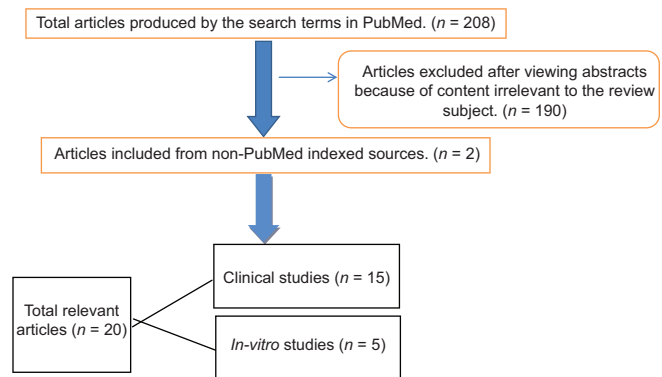 Total articles produced by the search terms in PubMed. (n = 208)
Articles excluded after viewing abstracts
because of content irrelevant to the review
subject. (n = 190)
Articles included from non-PubMed indexed sources. (n = 2)
Clinical studies (n = 15)
Total relevant
articles (n = 20)
In-vitro studies (n = 5)